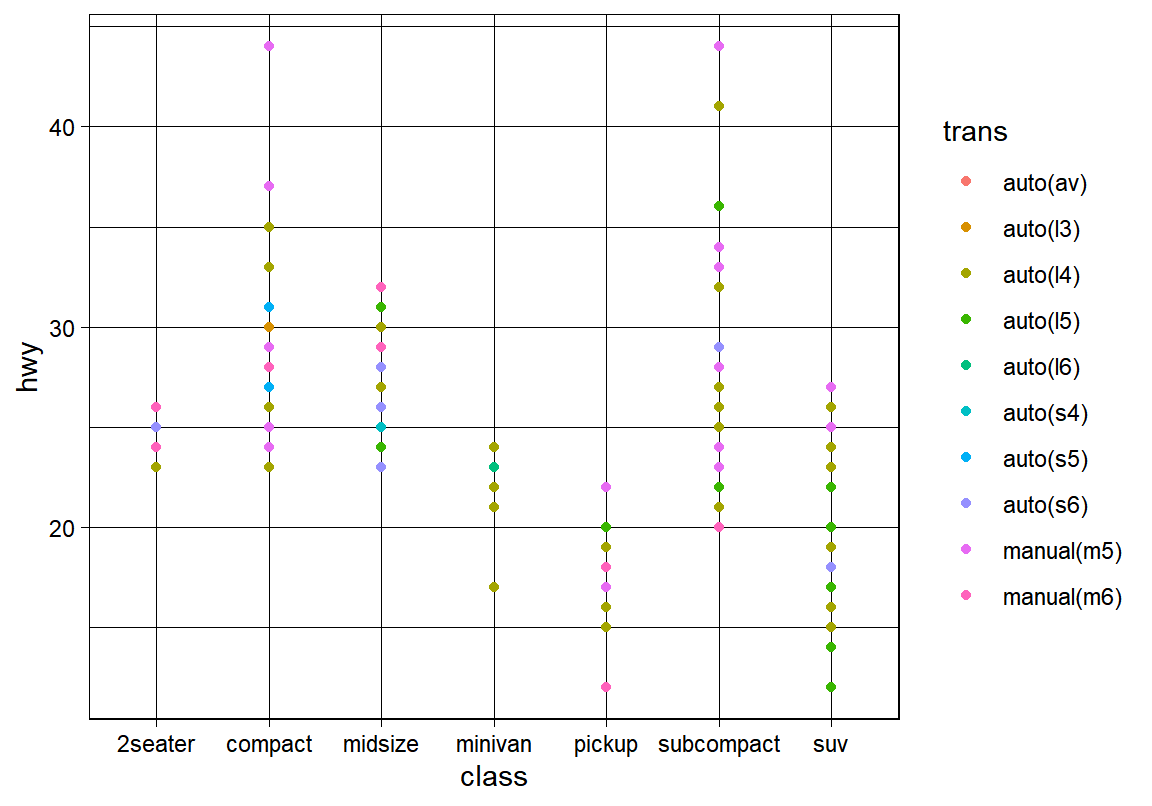 hwy
40
30
20
2seater compact midsize minivan pickup subcompact suv
class
trans
auto(av)
auto(l3)
auto(l4)
auto(l5)
auto(l6)
auto(s4)
auto(s5)
auto(s6)
manual(m5)
manual(m6)